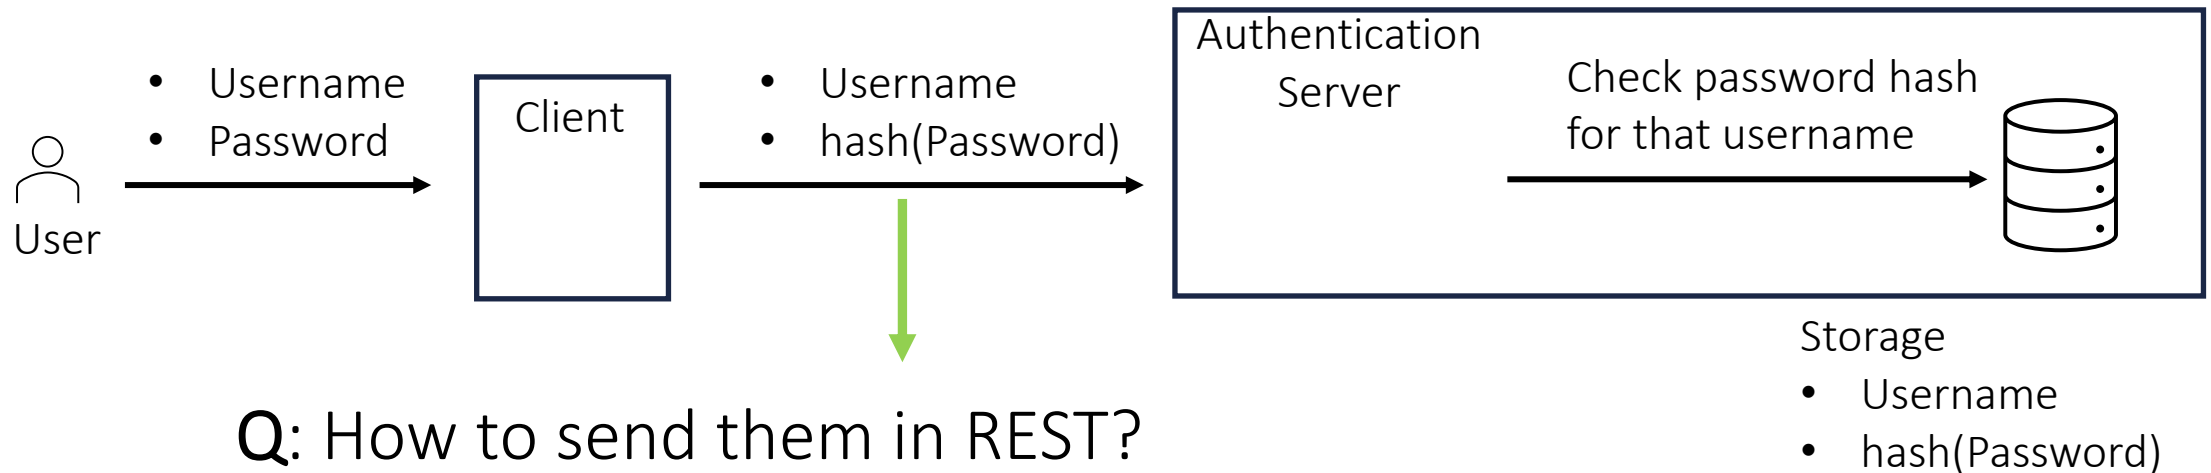 User
• Username
• Password
Client
• Username
• hash(Password)
Authentication
Server
Check password hash
for that username
Storage
• Username
• hash(Password)
Q: How to send them in REST?